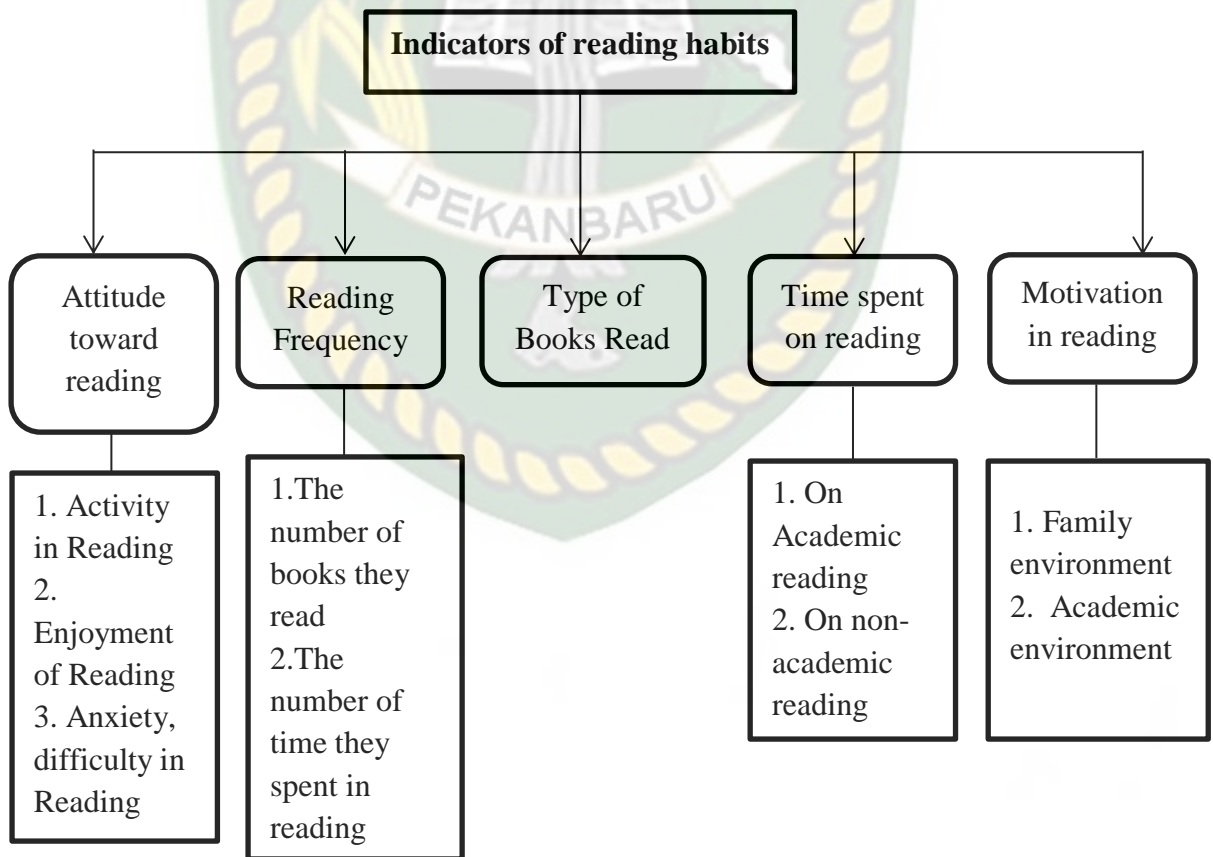 Indicators of reading habits
PEKANBARU
Attitude
toward
reading
Reading
Frequency
Type of
Books Read
Time spent
on reading
Motivation
in reading
1. Activity
in Reading
2.
Enjoyment
of Reading
3. Anxiety,
difficulty in
Reading
1.The
number of
books they
read
2.The
number of
time they
spent in
reading
1. On
Academic
reading
2. On non-
academic
reading
1. Family
environment
2. Academic
environment